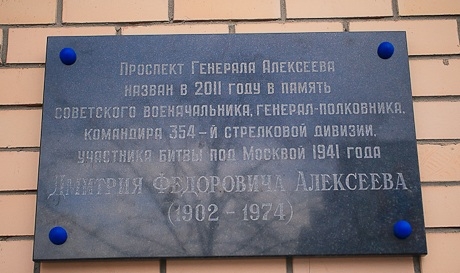 Проспект Генерала Алексеева
назван в 2011 году в память
советского военачальника, генерал-полковника,
командира 354-й стрелковой дивизии,
участника битвы под Москвой 1941 года
Дмитрия Федоровича Алексеева
(1902 - 1974)